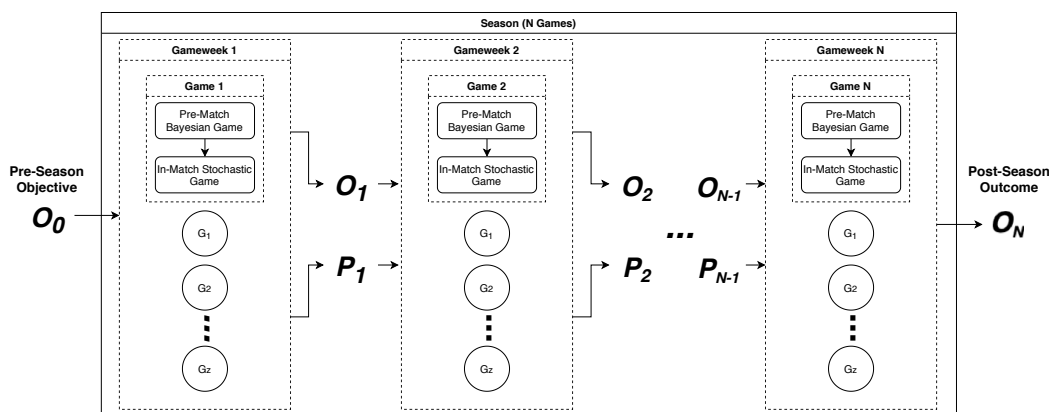 Season (N Games)
Gameweek 1
Game 1
Pre-Match
Bayesian Game
In-Match Stochastic
Game
G1
G2
Gz
Pre-Season
Objective
O0
O1
P1
Gameweek 2
Game 2
Pre-Match
Bayesian Game
In-Match Stochastic
Game
G1
G2
Gz
O2
P2
...
ON-1
PN-1
Gameweek N
Game N
Pre-Match
Bayesian Game
In-Match Stochastic
Game
G1
G2
Gz
Post-Season
Outcome
ON